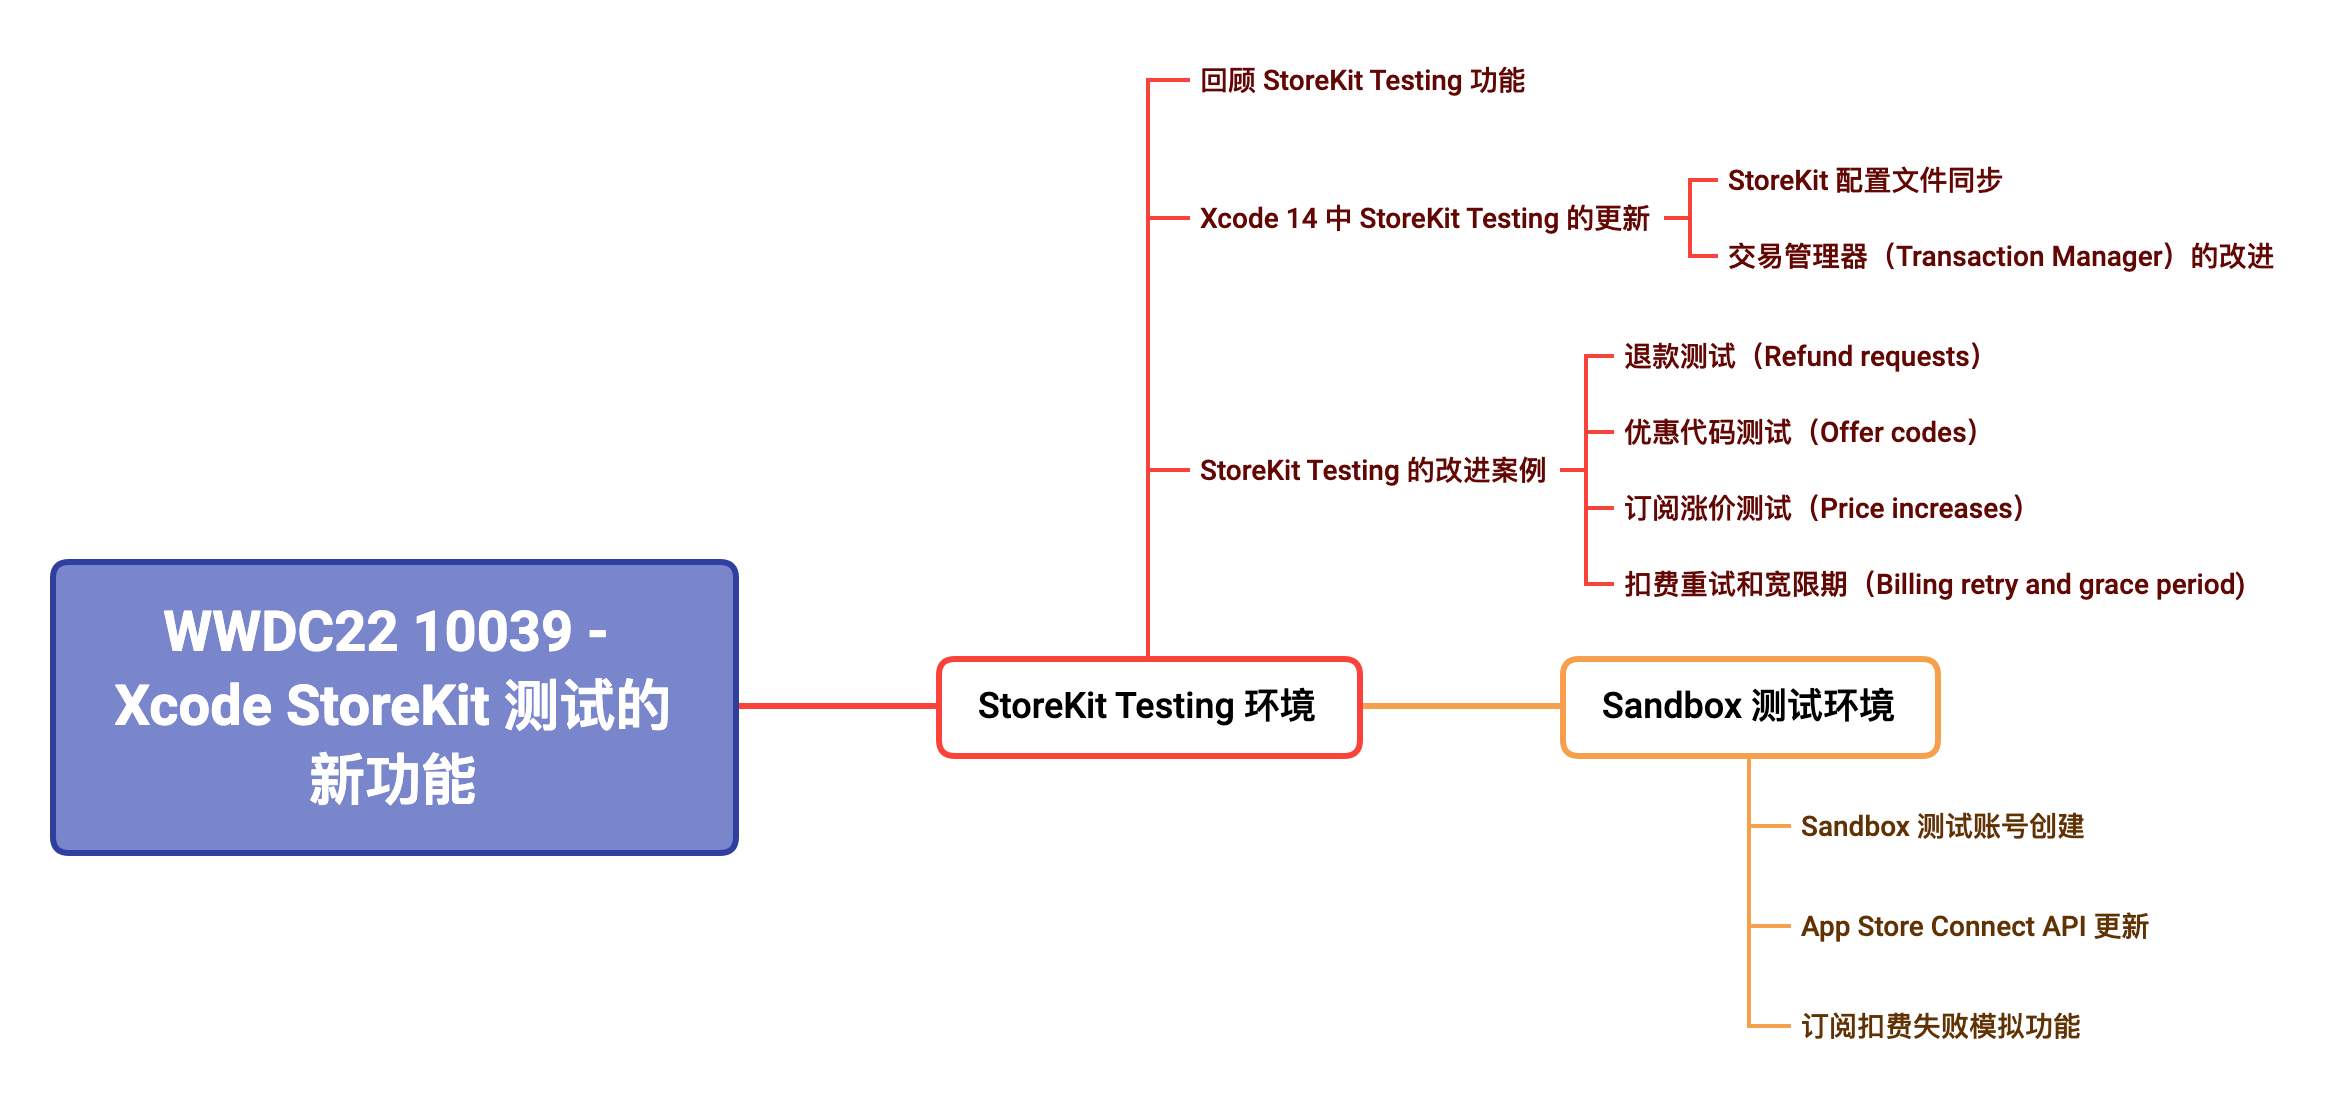 WWDC22 10039 -
Xcode StoreKit 测试的
新功能
StoreKit Testing 环境
回顾 StoreKit Testing 功能
Xcode 14 中 StoreKit Testing 的更新
StoreKit 配置文件同步
交易管理器（Transaction Manager）的改进
StoreKit Testing 的改进案例
退款测试（Refund requests）
优惠代码测试（Offer codes）
订阅涨价测试（Price increases）
扣费重试和宽限期（Billing retry and grace period)
Sandbox 测试环境
Sandbox 测试账号创建
App Store Connect API 更新
订阅扣费失败模拟功能